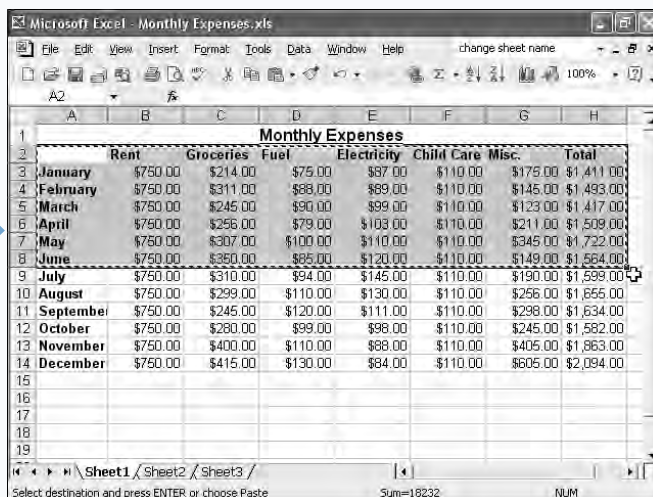 Microsoft Excel - Monthly Expenses.xls
File Edit View Insert Format Tools Data Window Help change sheet name
100%
A2 fx
A B C D E F G H
1 Monthly Expenses
2 Rent Groceries Fuel Electricity Child Care Misc. Total
3 January $750.00 $214.00 $75.00 $87.00 $110.00 $175.00 $1,411.00
4 February $750.00 $311.00 $88.00 $89.00 $110.00 $145.00 $1,493.00
5 March $750.00 $245.00 $90.00 $99.00 $110.00 $123.00 $1,417.00
6 April $750.00 $256.00 $79.00 $103.00 $110.00 $211.00 $1,509.00
7 May $750.00 $307.00 $100.00 $110.00 $110.00 $345.00 $1,722.00
8 June $750.00 $350.00 $85.00 $120.00 $110.00 $149.00 $1,564.00
9 July $750.00 $310.00 $94.00 $145.00 $110.00 $190.00 $1,599.00
10 August $750.00 $299.00 $110.00 $130.00 $110.00 $256.00 $1,655.00
11 September $750.00 $245.00 $120.00 $111.00 $110.00 $298.00 $1,634.00
12 October $750.00 $280.00 $99.00 $98.00 $110.00 $245.00 $1,582.00
13 November $750.00 $400.00 $110.00 $88.00 $110.00 $405.00 $1,863.00
14 December $750.00 $415.00 $130.00 $84.00 $110.00 $605.00 $2,094.00
15
16
17
18
19
Sheet1 / Sheet2 / Sheet3 /
Select destination and press ENTER or choose Paste Sum=18232 NUM